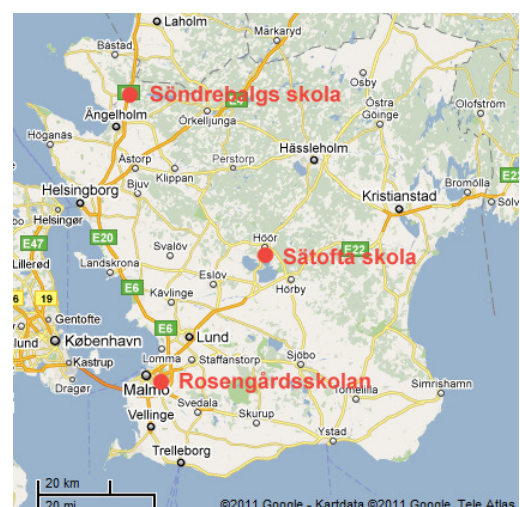 Laholm
Båstad
Markaryd
Söndrebalgs skola
Osby
Ängelholm
Örkelljunga
Östra
Göinge
Olofström
Höganäs
Hässleholm
Åstorp
Perstorp
Klippan
Bjuv
Bromölla
E22
Helsingborg
Kristianstad
Sölv
Helsingør
E47
E20
Höör
Svalöv
Sätofta skola
E22
Lillerød
Landskrona
Eslöv
Hörby
E6
6
19
Kävlinge
Gentofte
E6
lund
København
Lund
Lomma
Staffanstorp
Sjöbo
Kastrup
Malmö
Rosengårdsskolan
Dragør
Simrishamn
Svedala
Tomelilla
Vellinge
Skurup
Ystad
Trelleborg
20 km
20 mi
©2011 Google - Kartdata ©2011 Google, Tele Atlas